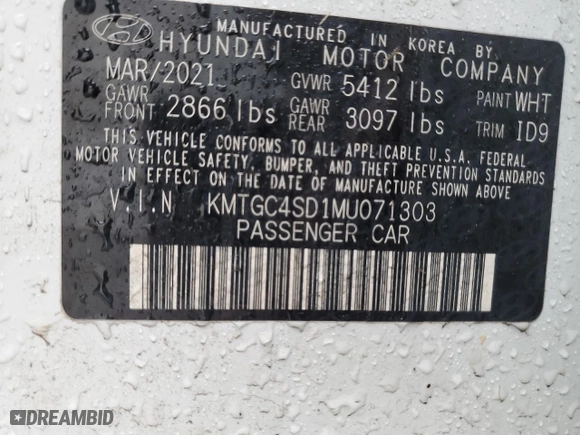 MANUFACTURED IN KOREA BY.
HYUNDAI MOTOR COMPANY
MAR/2021 GVWR 5412 lbs PAINT WHT
GAWR FRONT 2866 lbs GAWR REAR 3097 lbs TRIM ID9
THIS VEHICLE CONFORMS TO ALL APPLICABLE U.S.A. FEDERAL
MOTOR VEHICLE SAFETY, BUMPER, AND THEFT PREVENTION STANDARDS
IN EFFECT ON THE DATE OF MANUFACTURE SHOWN ABOVE.
V.I.N KMTGC4SD1MU071303
PASSENGER CAR
DREAMBID